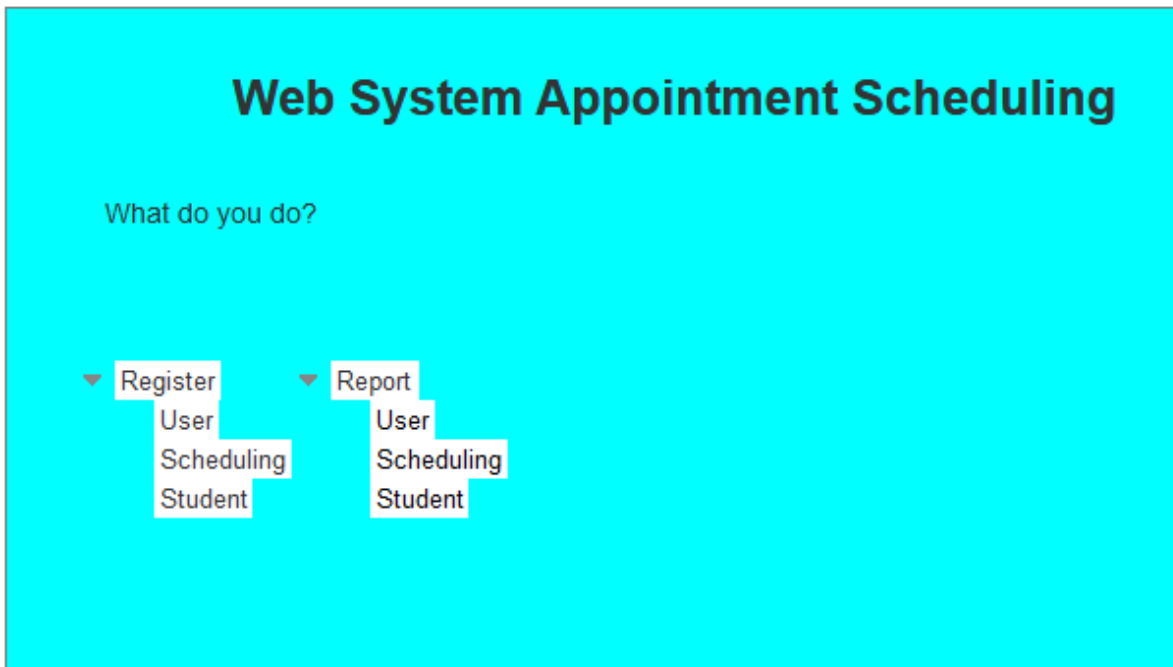 Web System Appointment Scheduling
What do you do?
Register
User
Scheduling
Student
Report
User
Scheduling
Student